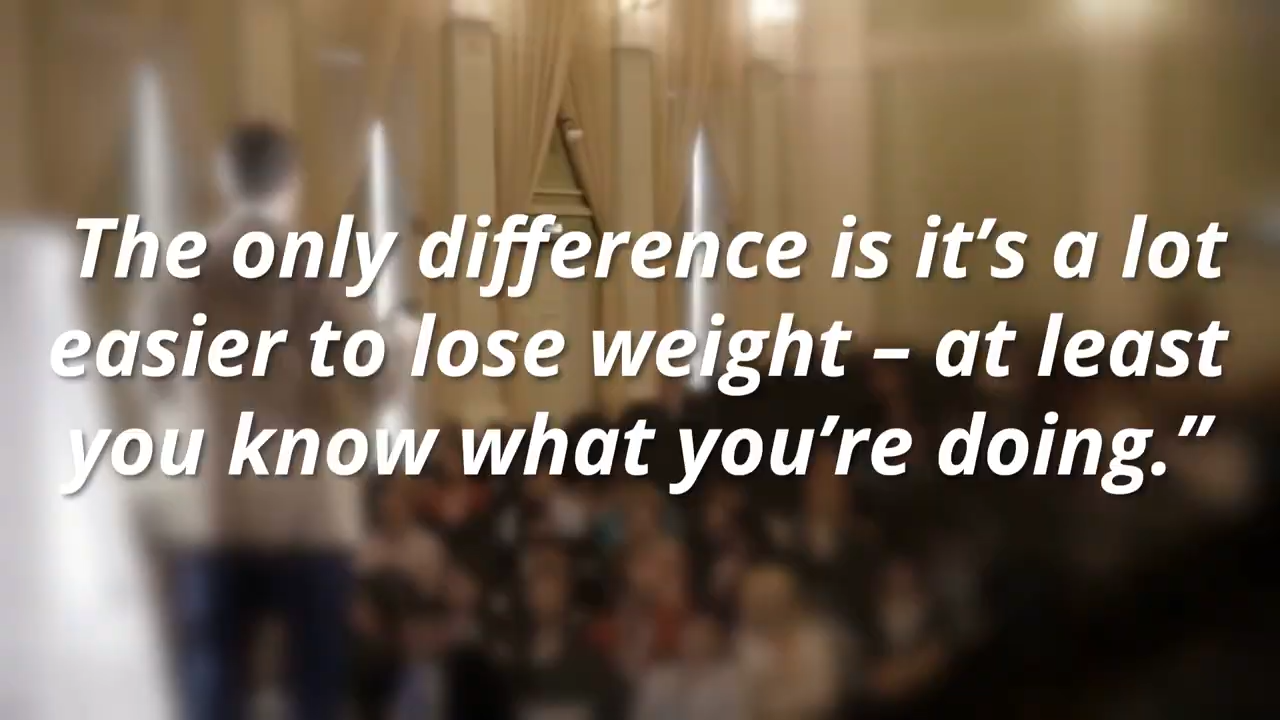 The only difference is it’s a lot
easier to lose weight – at least
you know what you’re doing.”